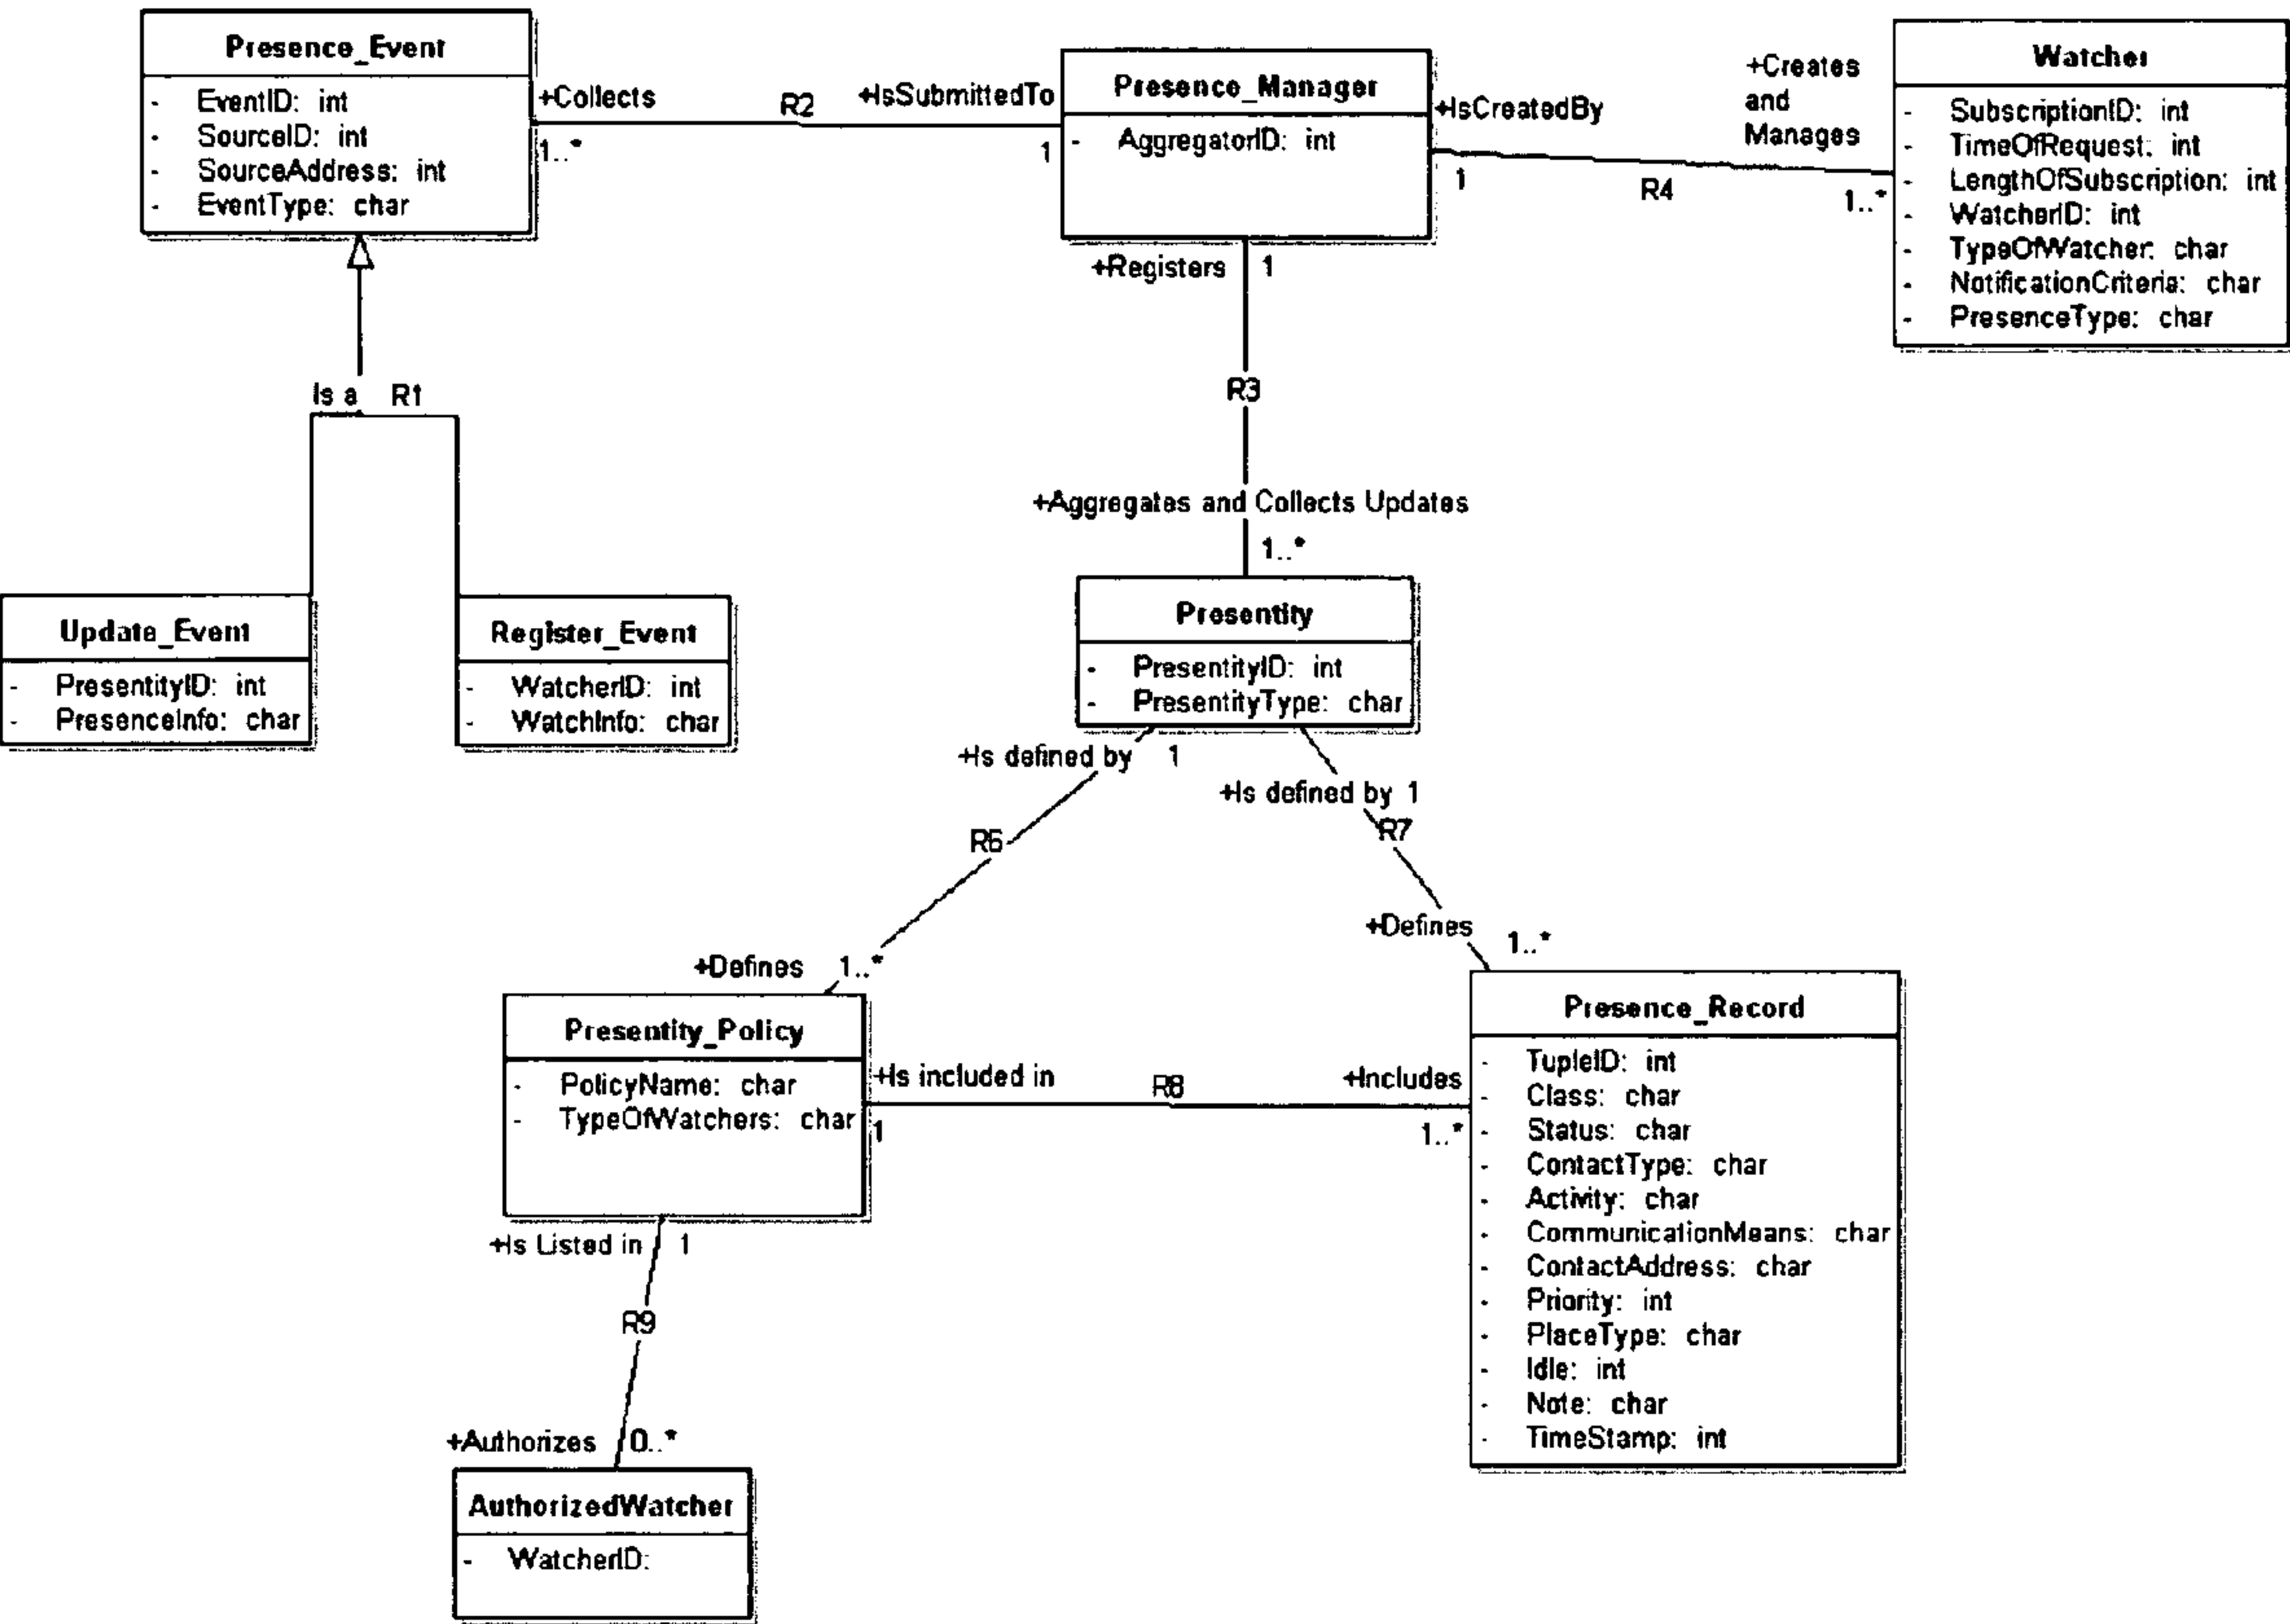 Presence_Event
- EventID: int
- SourceID: int
- SourceAddress: int
- EventType: char
+Collects
R2
+IsSubmittedTo
1..*
1
Presence_Manager
- AggregatorID: int
+IsCreatedBy
1
R4
+Creates
and
Manages
1..*
Watcher
- SubscriptionID: int
- TimeOfRequest: int
- LengthOfSubscription: int
- WatcherID: int
- TypeOfWatcher: char
- NotificationCriteria: char
- PresenceType: char
+Registers 1
R3
+Aggregates and Collects Updates
1..*
Is a R1
Update_Event
- PresentityID: int
- PresenceInfo: char
Register_Event
- WatcherID: int
- WatchInfo: char
Presentity
- PresentityID: int
- PresentityType: char
+Is defined by 1
+Is defined by 1
R6
R7
+Defines 1..*
+Defines 1..*
Presentity_Policy
- PolicyName: char
- TypeOfWatchers: char
+Is included in
1
R8
+Includes
1..*
Presence_Record
- TupleID: int
- Class: char
- Status: char
- ContactType: char
- Activity: char
- CommunicationMeans: char
- ContactAddress: char
- Priority: int
- PlaceType: char
- Idle: int
- Note: char
- TimeStamp: int
+Is Listed in 1
R9
+Authorizes 0..*
AuthorizedWatcher
- WatcherID: